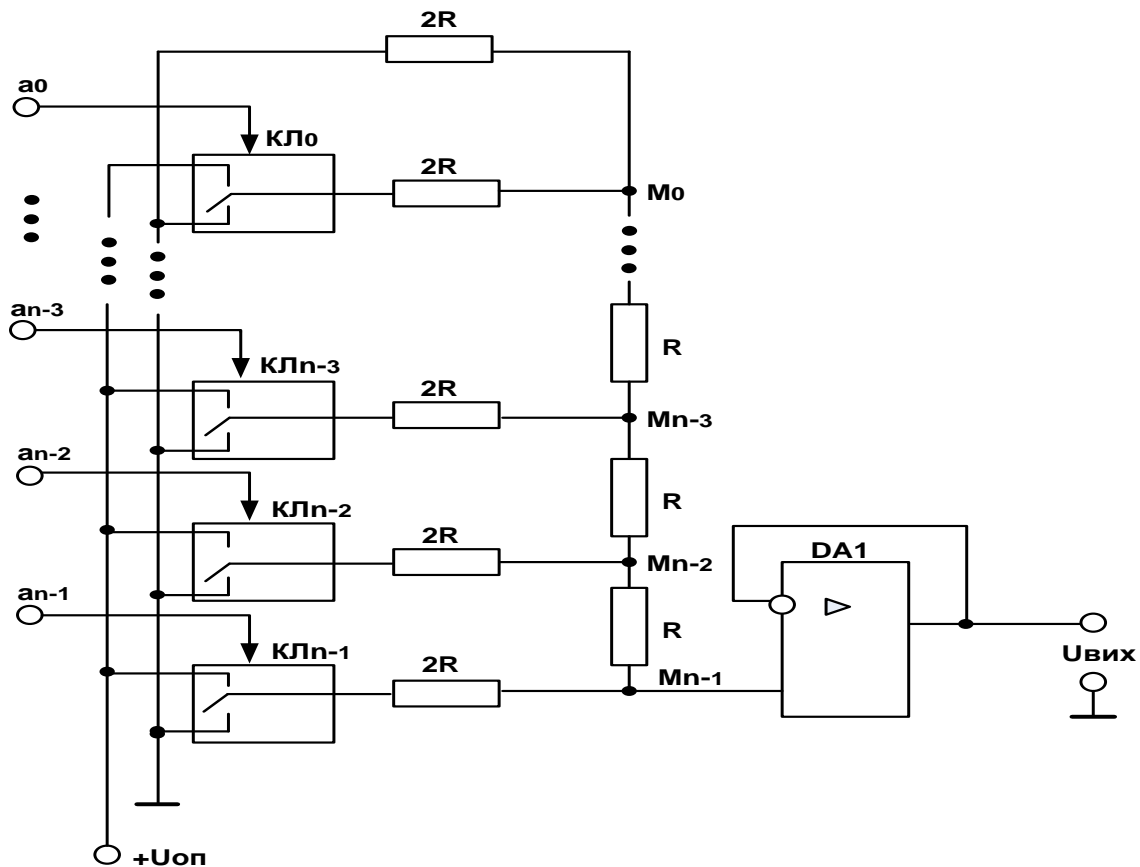 2R
a0
КЛ0
2R
M0
an-3
КЛn-3
2R
R
Mn-3
an-2
КЛn-2
2R
R
Mn-2
DA1
an-1
КЛn-1
2R
R
Mn-1
Uвих
+Uоп